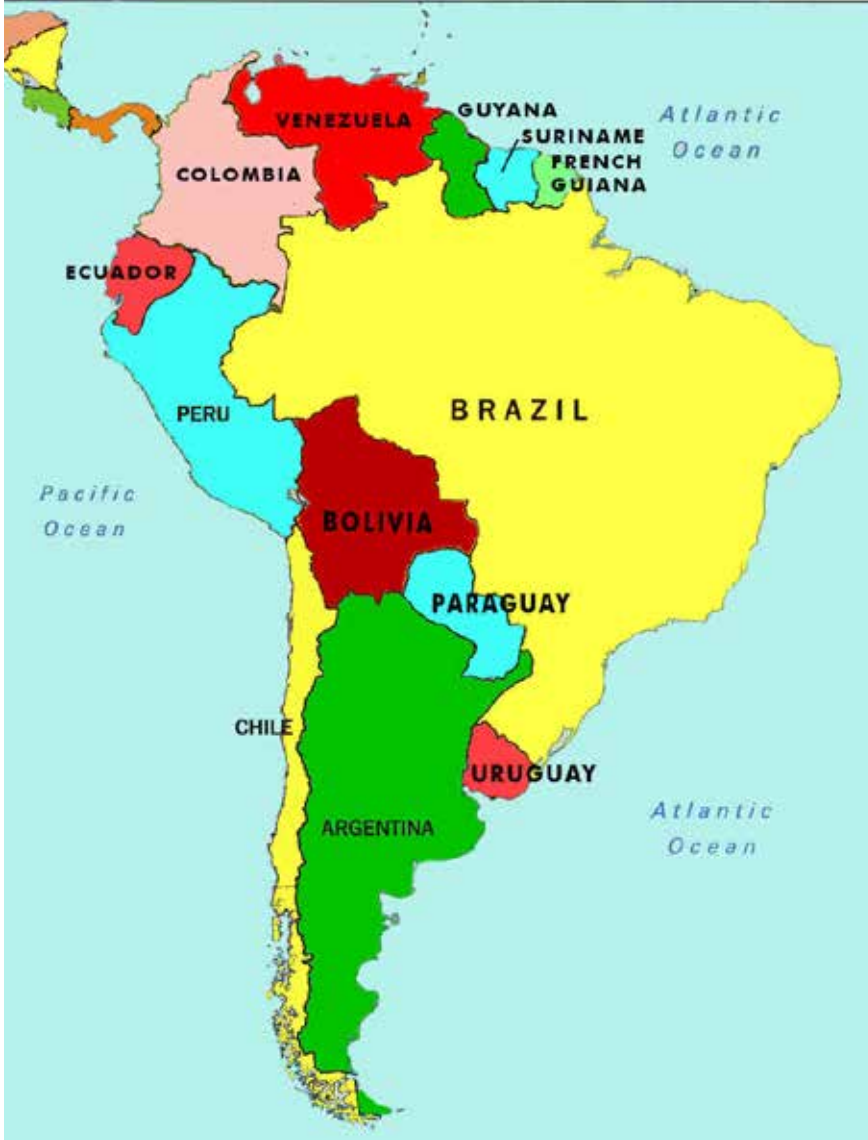 Atlantic
Ocean
GUYANA
VENEZUELA
SURINAME
FRENCH
GUIANA
COLOMBIA
ECUADOR
PERU
BRAZIL
Pacific
Ocean
BOLIVIA
PARAGUAY
CHILE
URUGUAY
ARGENTINA
Atlantic
Ocean